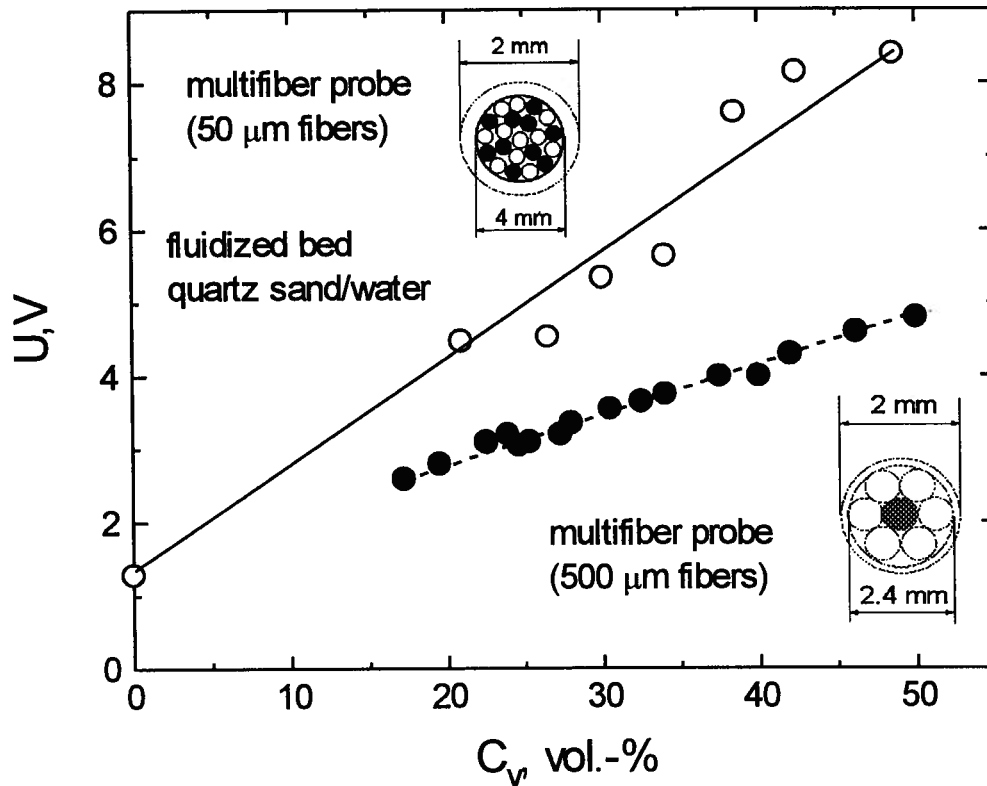 2 mm
multifiber probe
(50 μm fibers)
4 mm
fluidized bed
quartz sand/water
U,V
8
6
4
2
0
2 mm
multifiber probe
(500 μm fibers)
2.4 mm
0 10 20 30 40 50
Cv, vol.-%